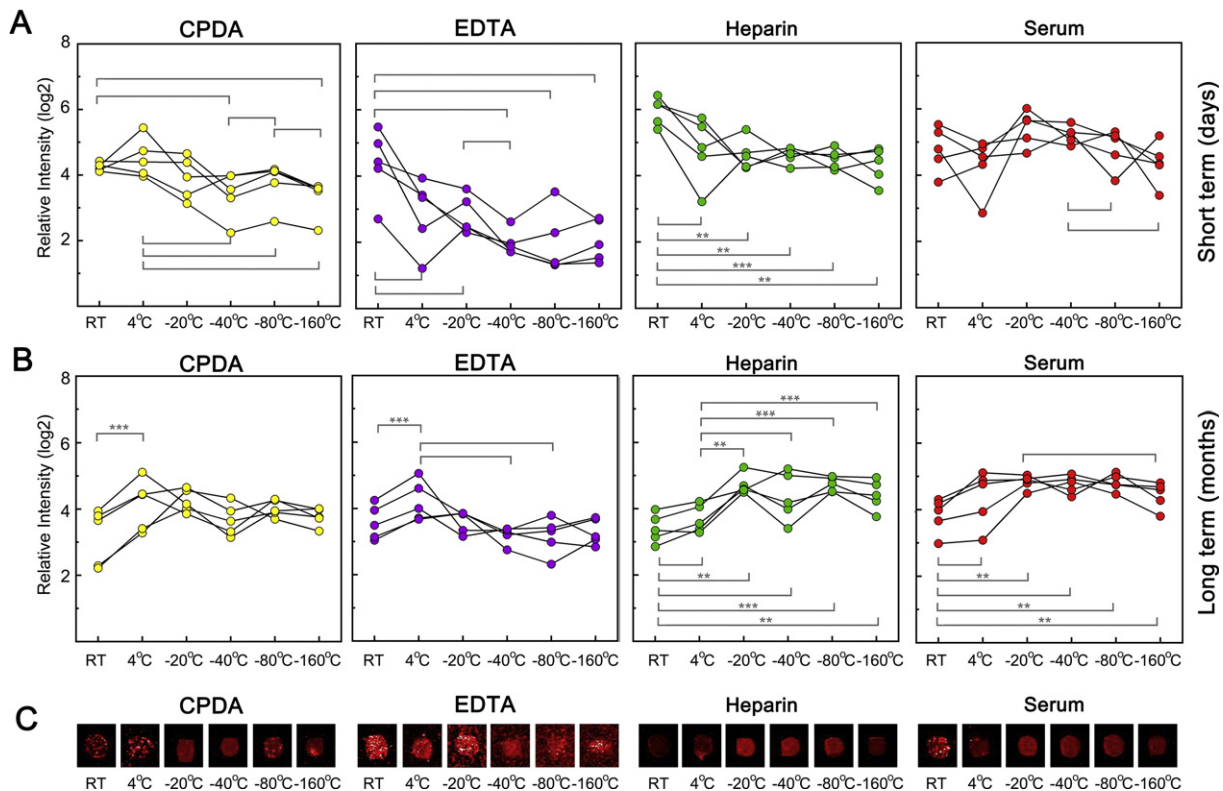 A
CPDA EDTA Heparin Serum
8
6
4
2
Relative Intensity (log2)
Short term (days)
**
**
***
**
RT 4°C -20°C -40°C -80°C -160°C RT 4°C -20°C -40°C -80°C -160°C RT 4°C -20°C -40°C -80°C -160°C RT 4°C -20°C -40°C -80°C -160°C
B
CPDA EDTA Heparin Serum
8
6
4
2
Relative Intensity (log2)
Long term (months)
*** *** ***
***
**
** **
*** **
** **
RT 4°C -20°C -40°C -80°C -160°C RT 4°C -20°C -40°C -80°C -160°C RT 4°C -20°C -40°C -80°C -160°C RT 4°C -20°C -40°C -80°C -160°C
C
CPDA EDTA Heparin Serum
RT 4°C -20°C -40°C -80°C -160°C RT 4°C -20°C -40°C -80°C -160°C RT 4°C -20°C -40°C -80°C -160°C RT 4°C -20°C -40°C -80°C -160°C